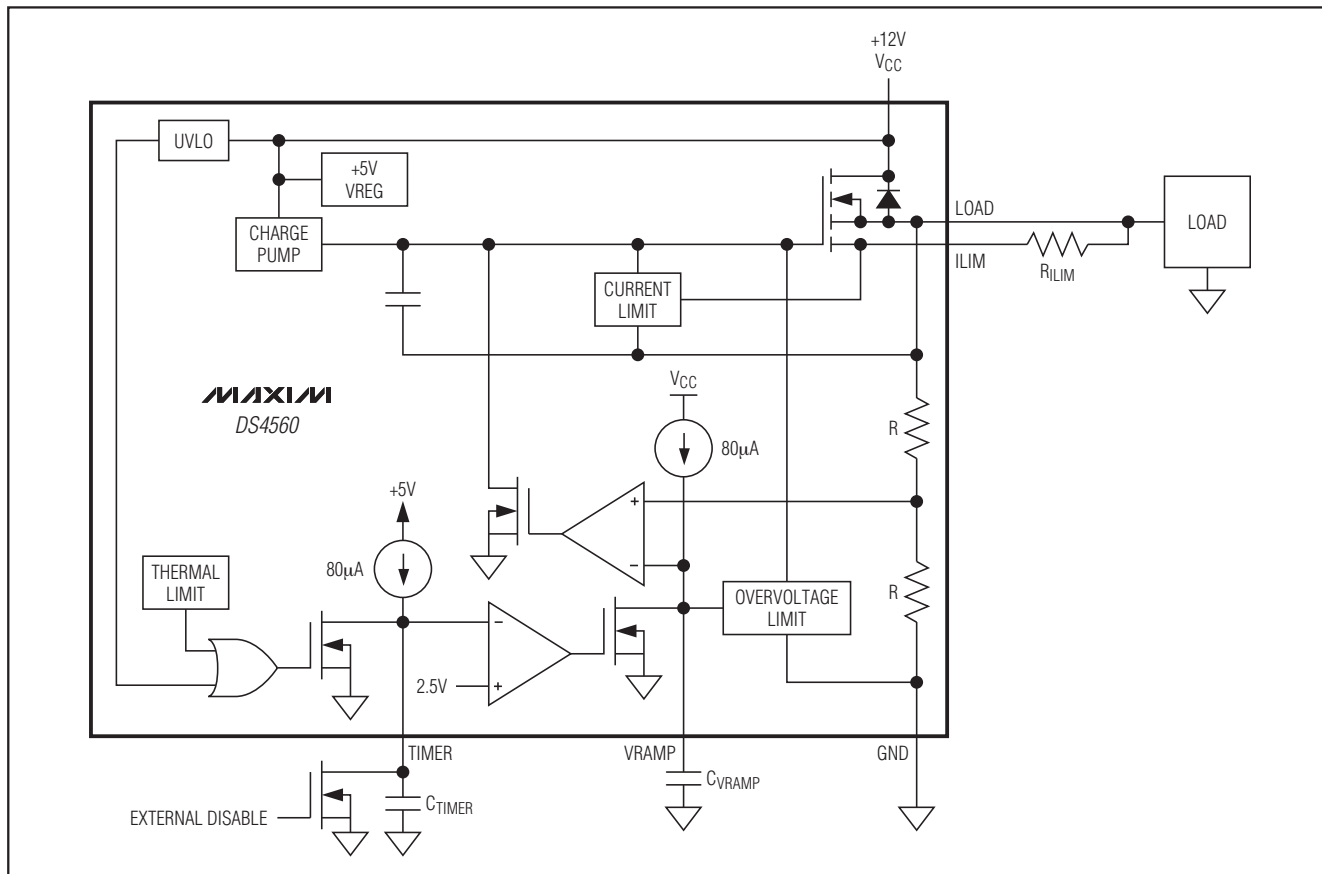 +12V
VCC
UVLO
+5V
VREG
CHARGE
PUMP
LOAD
LOAD
ILIM
RILIM
CURRENT
LIMIT
MAXIM
DS4560
VCC
80µA
R
+5V
+
80µA
THERMAL
LIMIT
−
−
OVERVOLTAGE
LIMIT
R
2.5V
+
TIMER
VRAMP
GND
CVRAMP
CTIMER
EXTERNAL DISABLE